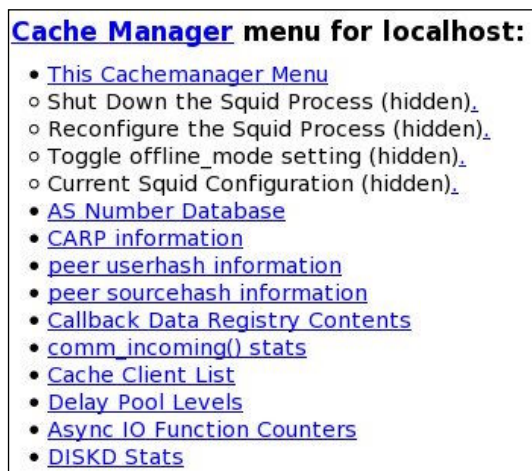 Cache Manager menu for localhost:
This Cachemanager Menu
Shut Down the Squid Process (hidden).
Reconfigure the Squid Process (hidden).
Toggle offline_mode setting (hidden).
Current Squid Configuration (hidden).
AS Number Database
CARP information
peer userhash information
peer sourcehash information
Callback Data Registry Contents
comm_incoming() stats
Cache Client List
Delay Pool Levels
Async IO Function Counters
DISKD Stats